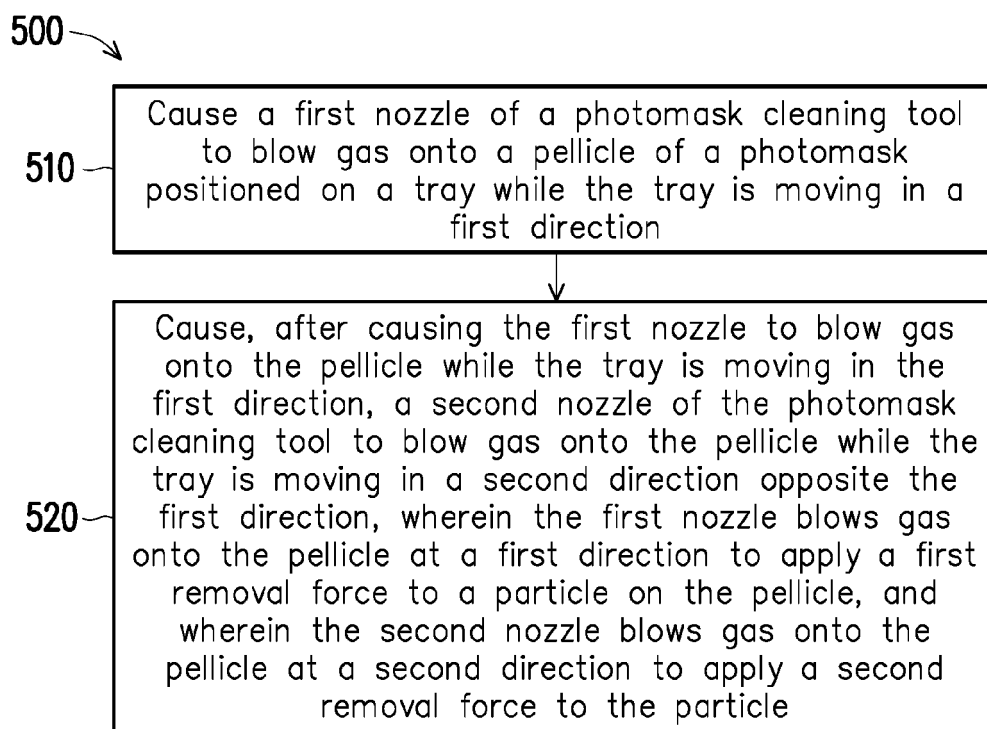 500
510
Cause a first nozzle of a photomask cleaning tool
to blow gas onto a pellicle of a photomask
positioned on a tray while the tray is moving in a
first direction
520
Cause, after causing the first nozzle to blow gas
onto the pellicle while the tray is moving in the
first direction, a second nozzle of the photomask
cleaning tool to blow gas onto the pellicle while the
tray is moving in a second direction opposite the
first direction, wherein the first nozzle blows gas
onto the pellicle at a first direction to apply a first
removal force to a particle on the pellicle, and
wherein the second nozzle blows gas onto the
pellicle at a second direction to apply a second
removal force to the particle